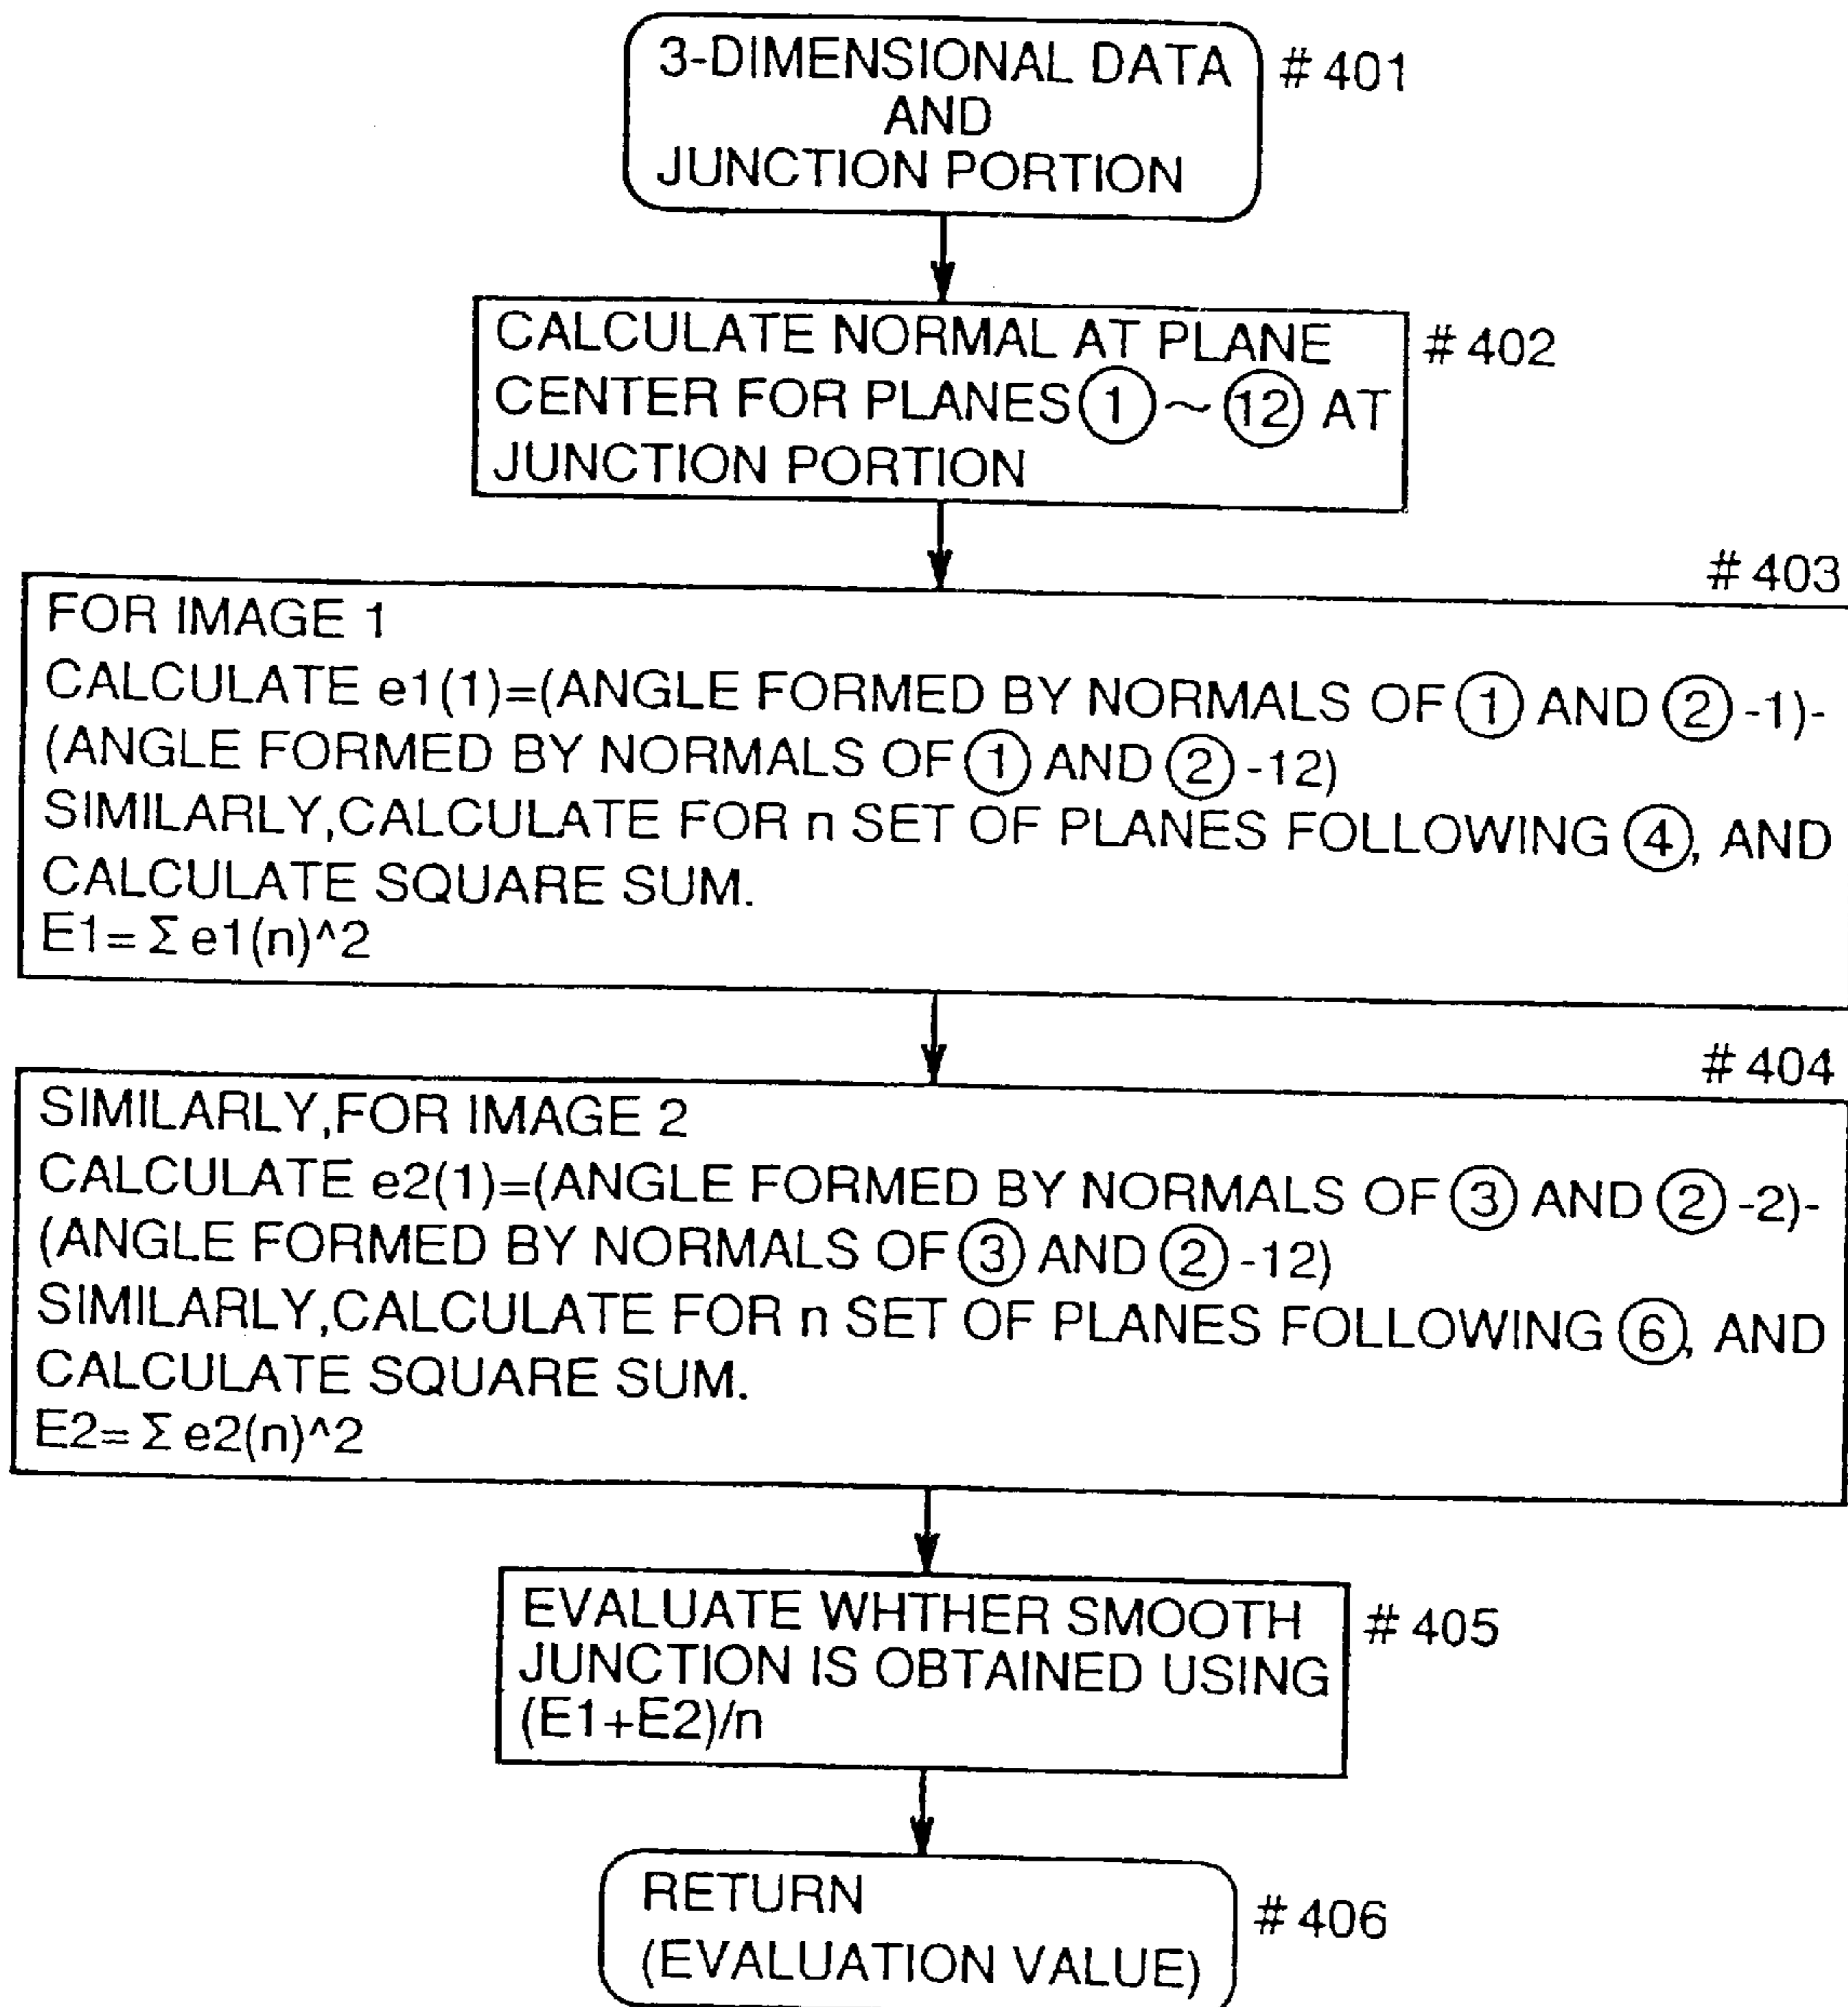 3-DIMENSIONAL DATA # 401
AND
JUNCTION PORTION
CALCULATE NORMAL AT PLANE # 402
CENTER FOR PLANES ① ~ ⑫ AT
JUNCTION PORTION
# 403
FOR IMAGE 1
CALCULATE e1(1)=(ANGLE FORMED BY NORMALS OF ① AND ② -1)-
(ANGLE FORMED BY NORMALS OF ① AND ② -12)
SIMILARLY,CALCULATE FOR n SET OF PLANES FOLLOWING ④, AND
CALCULATE SQUARE SUM.
E1=Σe1(n)^2
# 404
SIMILARLY,FOR IMAGE 2
CALCULATE e2(1)=(ANGLE FORMED BY NORMALS OF ③ AND ② -2)-
(ANGLE FORMED BY NORMALS OF ③ AND ② -12)
SIMILARLY,CALCULATE FOR n SET OF PLANES FOLLOWING ⑥, AND
CALCULATE SQUARE SUM.
E2=Σe2(n)^2
EVALUATE WHTHER SMOOTH # 405
JUNCTION IS OBTAINED USING
(E1+E2)/n
RETURN # 406
(EVALUATION VALUE)